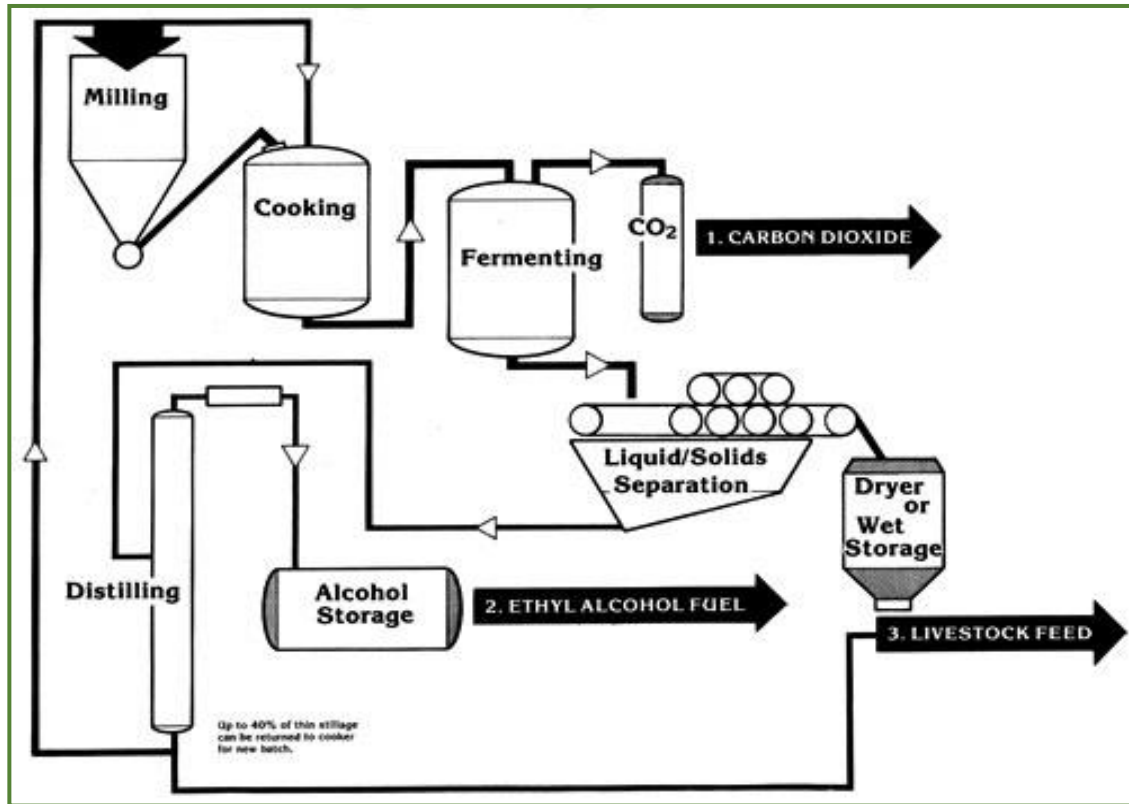 Milling
Cooking
Fermenting
CO₂
1. CARBON DIOXIDE
Liquid/Solids
Separation
Dryer
or
Wet
Storage
Distilling
Alcohol
Storage
2. ETHYL ALCOHOL FUEL
3. LIVESTOCK FEED
Up to 40% of thin stillage
can be returned to cooker
for new batch.